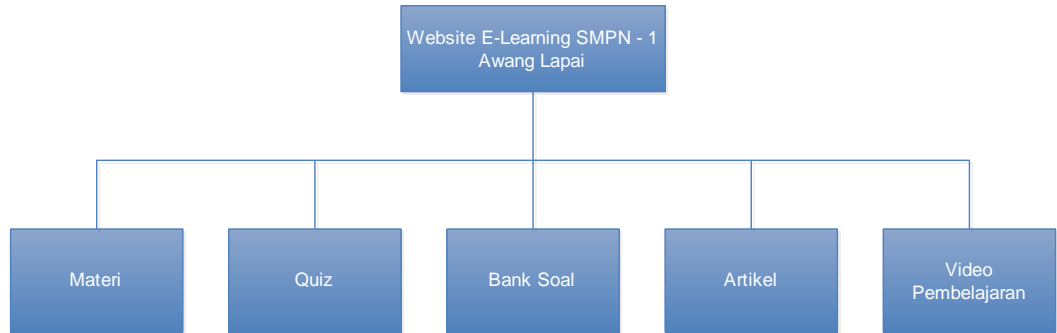 Website E-Learning SMPN - 1
Awang Lapai
Materi
Quiz
Bank Soal
Artikel
Video
Pembelajaran